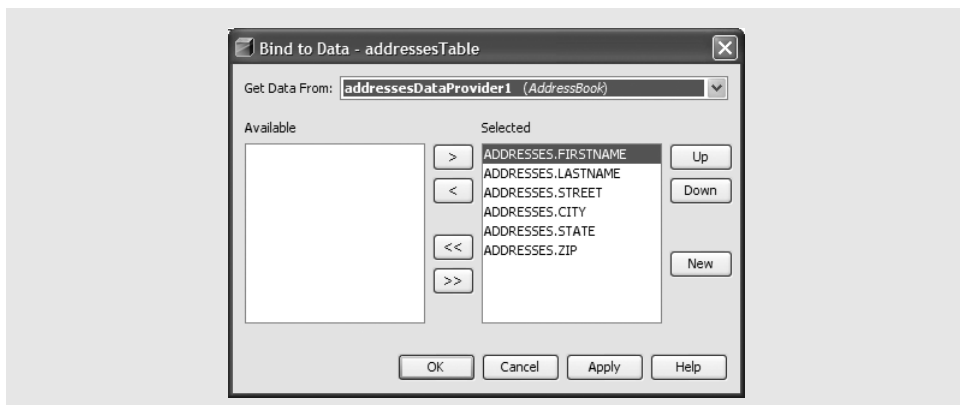 Bind to Data - addressesTable
Get Data From: addressesDataProvider1 (AddressBook)
Available
Selected
>
<
<<
>>
ADDRESSES.FIRSTNAME
ADDRESSES.LASTNAME
ADDRESSES.STREET
ADDRESSES.CITY
ADDRESSES.STATE
ADDRESSES.ZIP
Up
Down
New
OK Cancel Apply Help